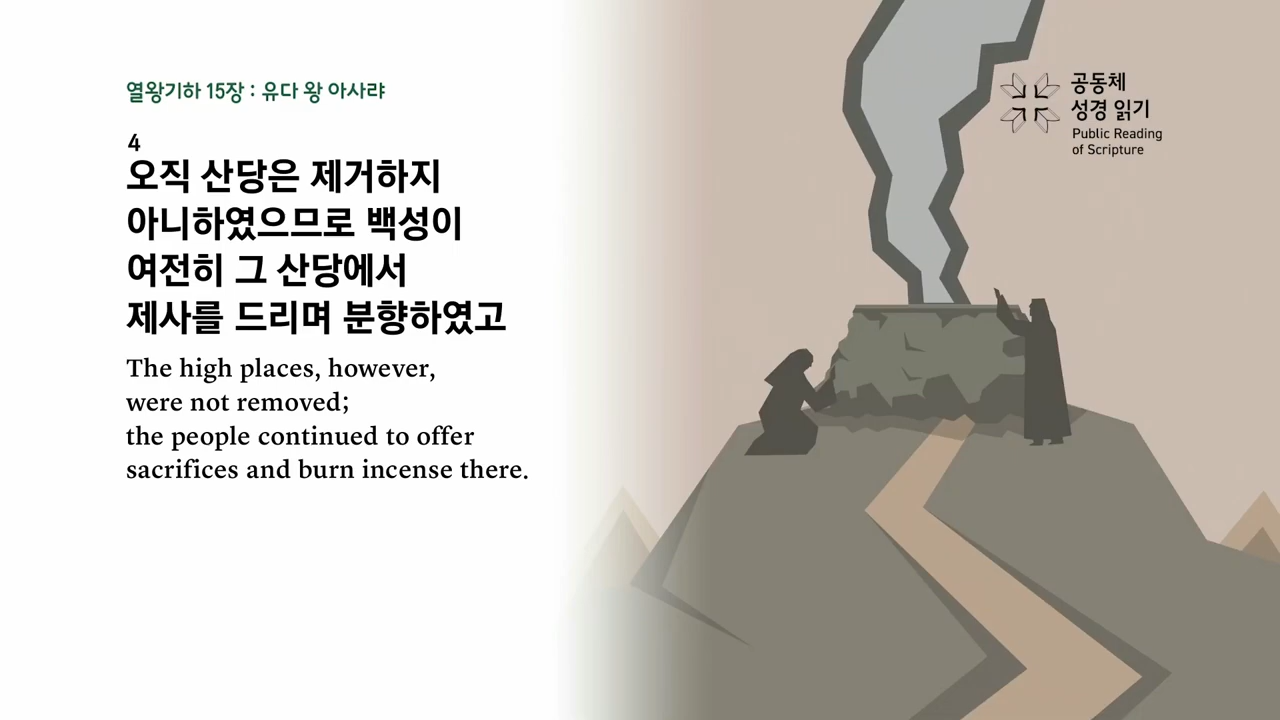 열왕기하 15장 : 유다 왕 아사랴
4
오직 산당은 제거하지
아니하였으므로 백성이
여전히 그 산당에서
제사를 드리며 분향하였고
The high places, however,
were not removed;
the people continued to offer
sacrifices and burn incense there.
공동체
성경 읽기
Public Reading
of Scripture